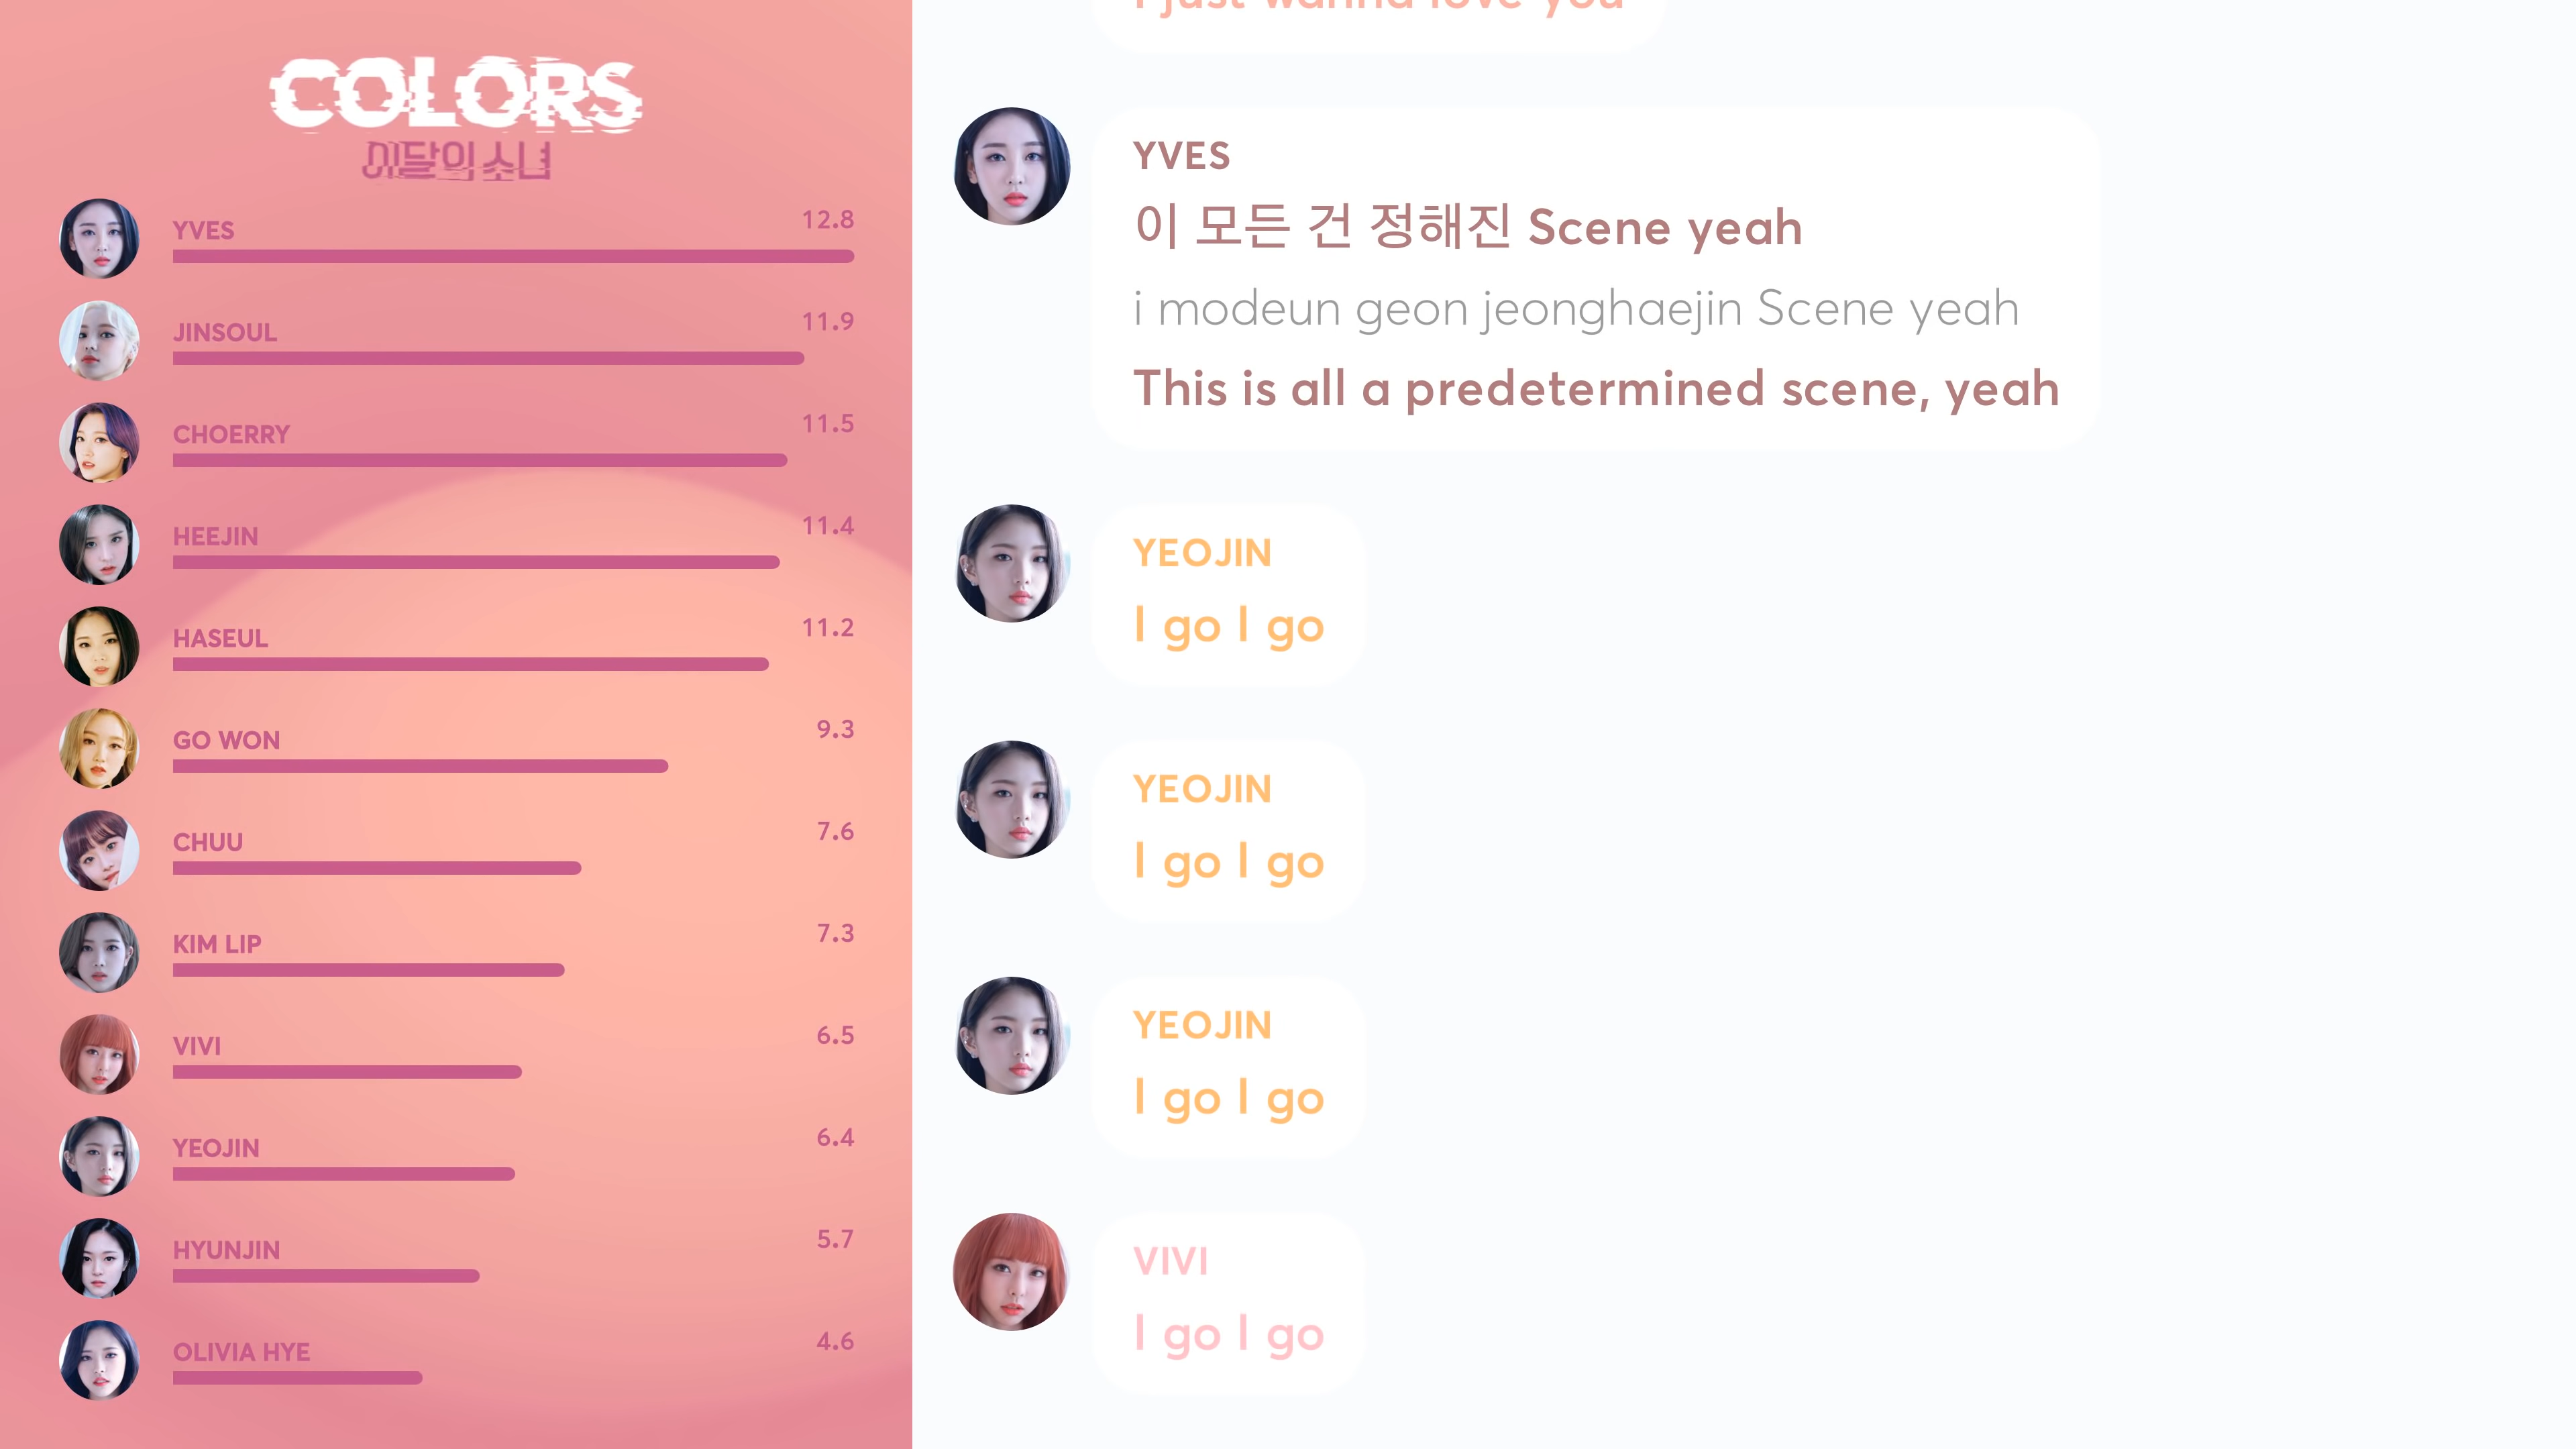 COLORS
이달의 소녀
YVES
12.8
JINSOUL
11.9
CHOERRY
11.5
HEEJIN
11.4
HASEUL
11.2
GO WON
9.3
CHUU
7.6
KIM LIP
7.3
VIVI
6.5
YEOJIN
6.4
HYUNJIN
5.7
OLIVIA HYE
4.6
I just wanna love you
YVES
이 모든 건 정해진 Scene yeah
i modeun geon jeonghaejin Scene yeah
This is all a predetermined scene, yeah
YEOJIN
I go I go
YEOJIN
I go I go
YEOJIN
I go I go
VIVI
I go I go